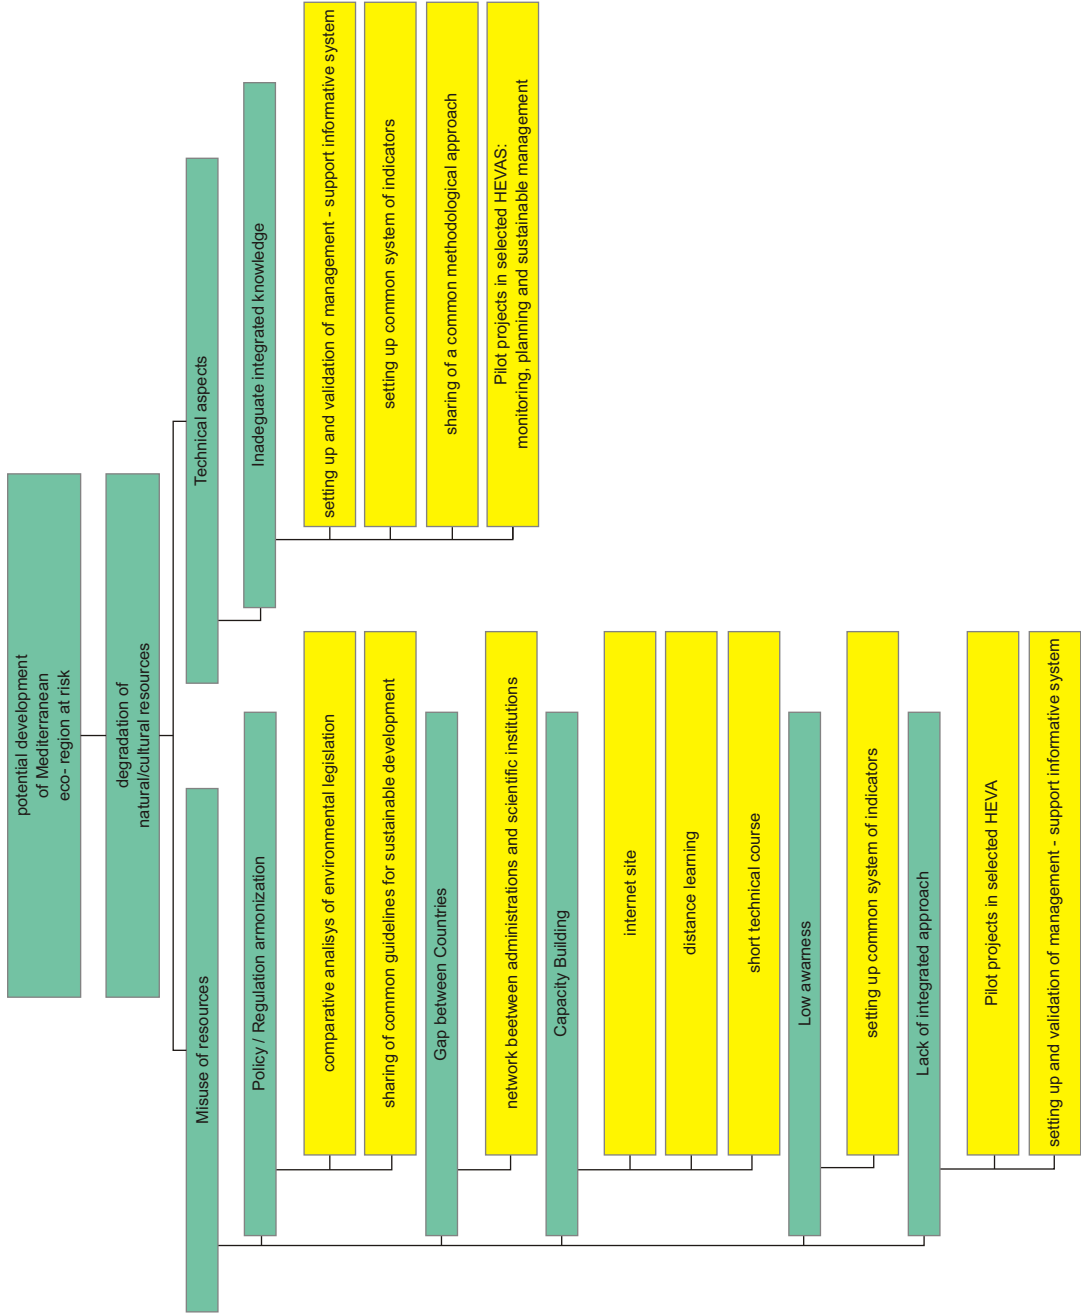 potential development
of Mediterranean
eco- region at risk
degradation of
natural/cultural resources
Misuse of resources
Policy / Regulation armonization
comparative analisys of environmental legislation
sharing of common guidelines for sustainable development
Gap between Countries
network beetween administrations and scientific institutions
Capacity Building
internet site
distance learning
short technical course
Low awarness
setting up common system of indicators
Lack of integrated approach
Pilot projects in selected HEVA
setting up and validation of management - support informative system
Technical aspects
Inadeguate integrated knowledge
setting up and validation of management - support informative system
setting up common system of indicators
sharing of a common methodological approach
Pilot projects in selected HEVAS:
monitoring, planning and sustainable management